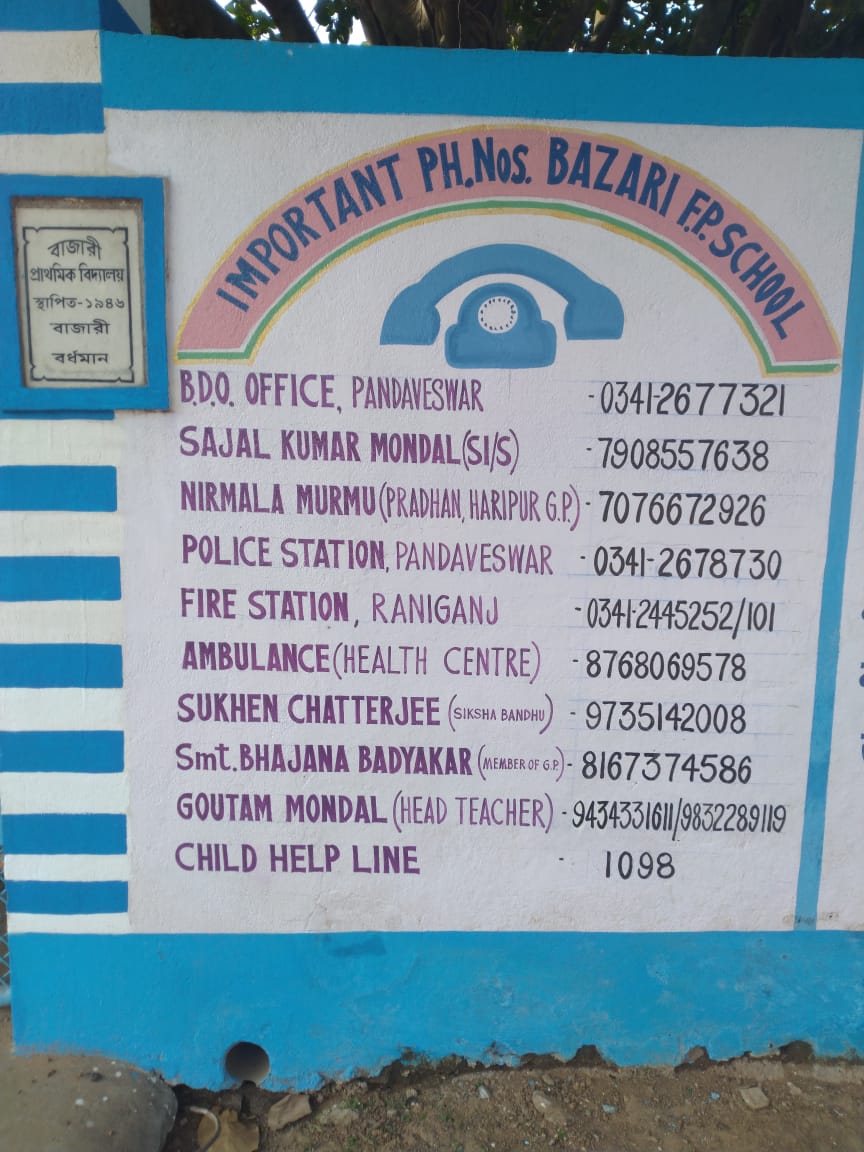 বাজারী
প্রাথমিক বিদ্যালয়
স্থাপিত-১৯৪৬
বাজারী
বর্ধমান
IMPORTANT PH.NOS. BAZARI F.P. SCHOOL
B.D.O. OFFICE, PANDAVESWAR - 0341-2677321
SAJAL KUMAR MONDAL (SI/S) - 7908557638
NIRMALA MURMU (PRADHAN, HARIPUR G.P.) - 7076672926
POLICE STATION, PANDAVESWAR - 0341-2678730
FIRE STATION, RANIGANJ - 0341-2445252/101
AMBULANCE (HEALTH CENTRE) - 8768069578
SUKHEN CHATTERJEE (SIKSHA BANDHU) - 9735142008
Smt. BHAJANA BADYAKAR (MEMBER OF G.P.) - 8167374586
GOUTAM MONDAL (HEAD TEACHER) - 9434331611/9832289119
CHILD HELP LINE - 1098